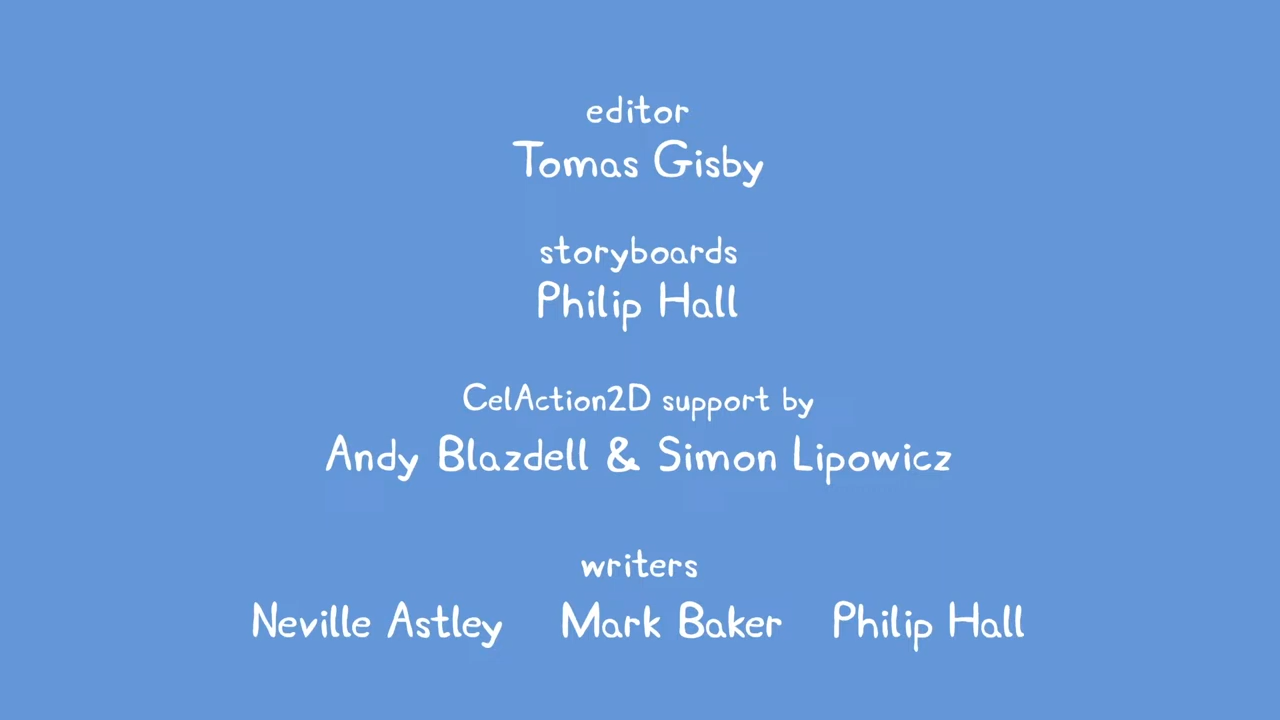 editor
Tomas Gisby
storyboards
Philip Hall
CelAction2D support by
Andy Blazdell & Simon Lipowicz
writers
Neville Astley Mark Baker Philip Hall